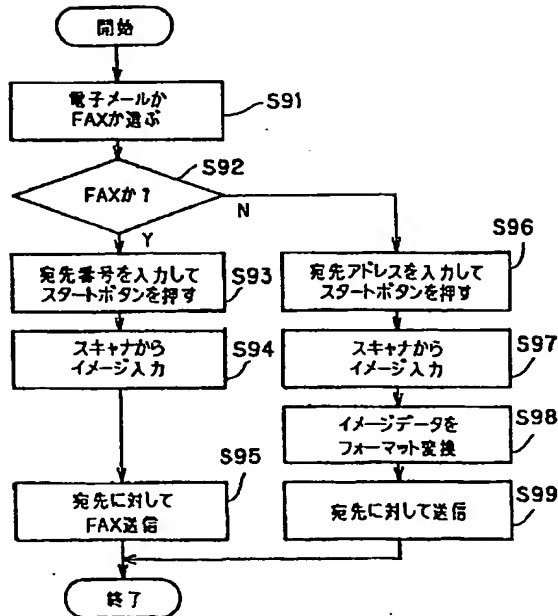 開始
電子メールか
FAXか選ぶ
S91
FAXか?
S92
N
Y
宛先番号を入力して
スタートボタンを押す
S93
スキャナから
イメージ入力
S94
宛先に対して
FAX送信
S95
宛先アドレスを入力して
スタートボタンを押す
S96
スキャナから
イメージ入力
S97
イメージデータを
フォーマット変換
S98
宛先に対して送信
S99
終了